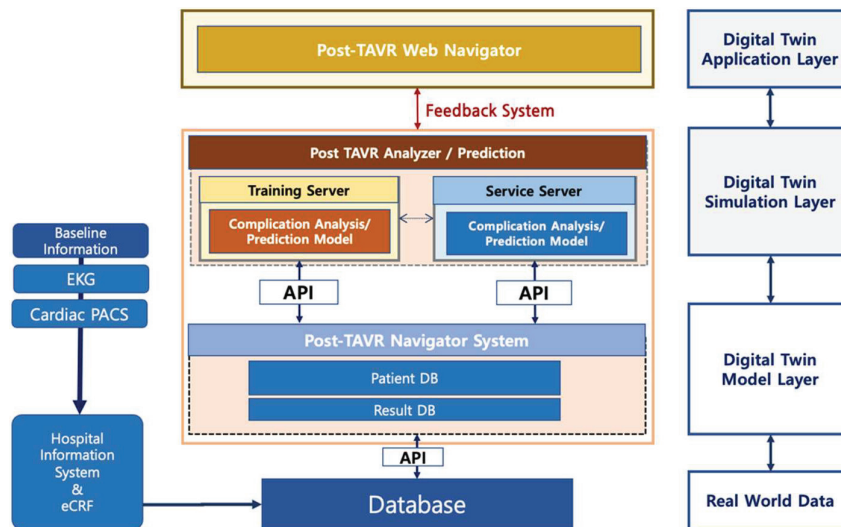 Post-TAVR Web Navigator
Feedback System
Post TAVR Analyzer / Prediction
Training Server
Complication Analysis/
Prediction Model
Service Server
Complication Analysis/
Prediction Model
API
API
Post-TAVR Navigator System
Patient DB
Result DB
API
Database
Baseline
Information
EKG
Cardiac PACS
Hospital
Information
System
&
eCRF
Digital Twin
Application Layer
Digital Twin
Simulation Layer
Digital Twin
Model Layer
Real World Data